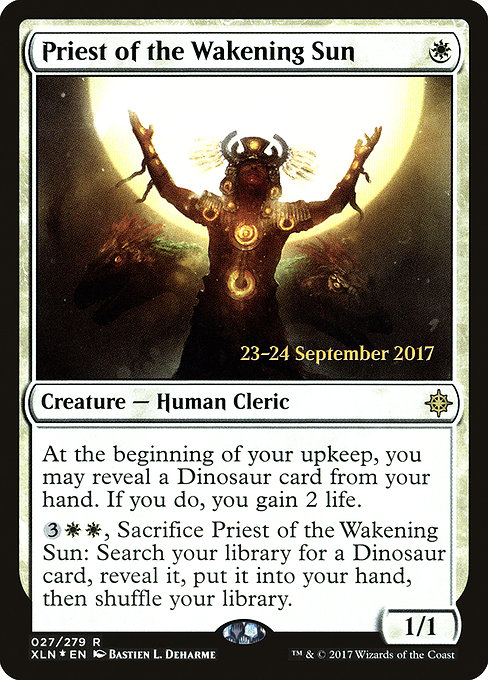 Priest of the Wakening Sun
23–24 September 2017
Creature — Human Cleric
At the beginning of your upkeep, you
may reveal a Dinosaur card from your
hand. If you do, you gain 2 life.
3, Sacrifice Priest of the Wakening
Sun: Search your library for a Dinosaur
card, reveal it, put it into your hand,
then shuffle your library.
1/1
027/279 R
XLN ★ EN Bastien L. Deharme
™ & © 2017 Wizards of the Coast